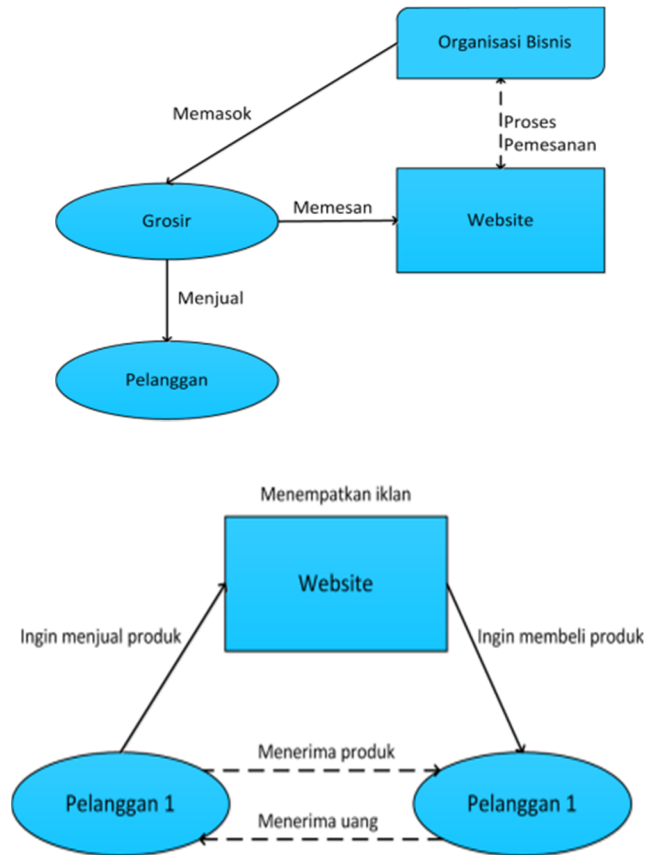 Organisasi Bisnis
Memasok
Proses
Pemesanan
Grosir
Memesan
Website
Menjual
Pelanggan
Menempatkan iklan
Website
Ingin menjual produk
Ingin membeli produk
Menerima produk
Pelanggan 1
Pelanggan 1
Menerima uang